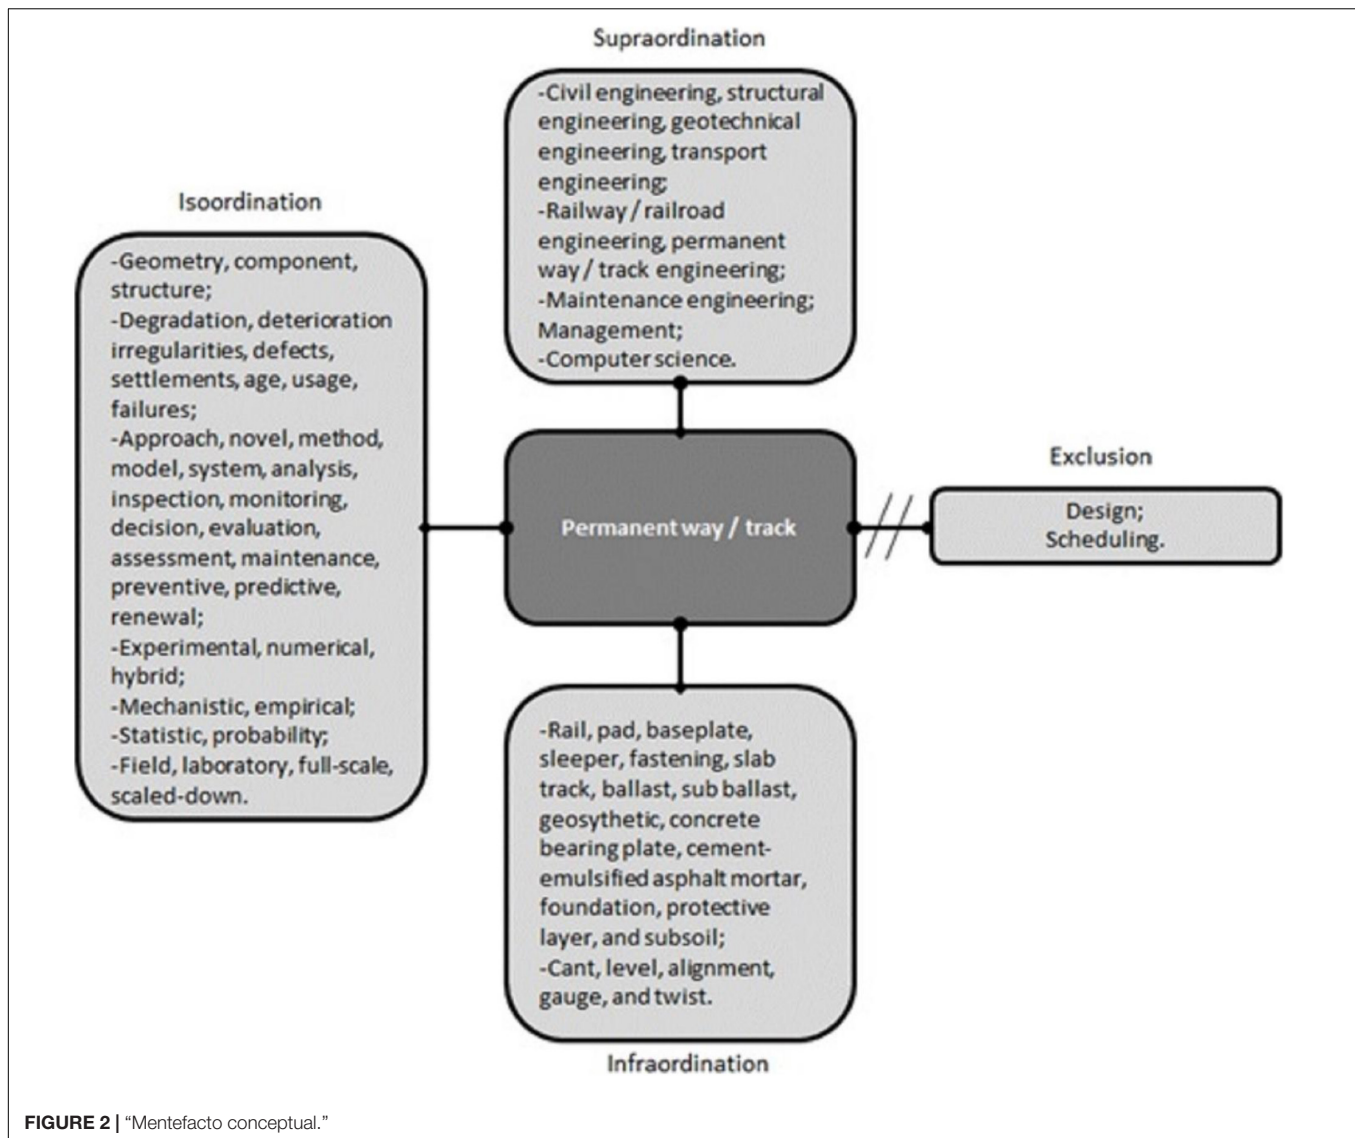 Supraordination
-Civil engineering, structural
engineering, geotechnical
engineering, transport
engineering;
-Railway / railroad
engineering, permanent
way / track engineering;
-Maintenance engineering;
Management;
-Computer science.
Isoordination
-Geometry, component,
structure;
-Degradation, deterioration
irregularities, defects,
settlements, age, usage,
failures;
-Approach, novel, method,
model, system, analysis,
inspection, monitoring,
decision, evaluation,
assessment, maintenance,
preventive, predictive,
renewal;
-Experimental, numerical,
hybrid;
-Mechanistic, empirical;
-Statistic, probability;
-Field, laboratory, full-scale,
scaled-down.
Permanent way / track
Exclusion
Design;
Scheduling.
-Rail, pad, baseplate,
sleeper, fastening, slab
track, ballast, sub ballast,
geosythetic, concrete
bearing plate, cement-
emulsified asphalt mortar,
foundation, protective
layer, and subsoil;
-Cant, level, alignment,
gauge, and twist.
Infraordination
FIGURE 2 | “Mentefacto conceptual.”